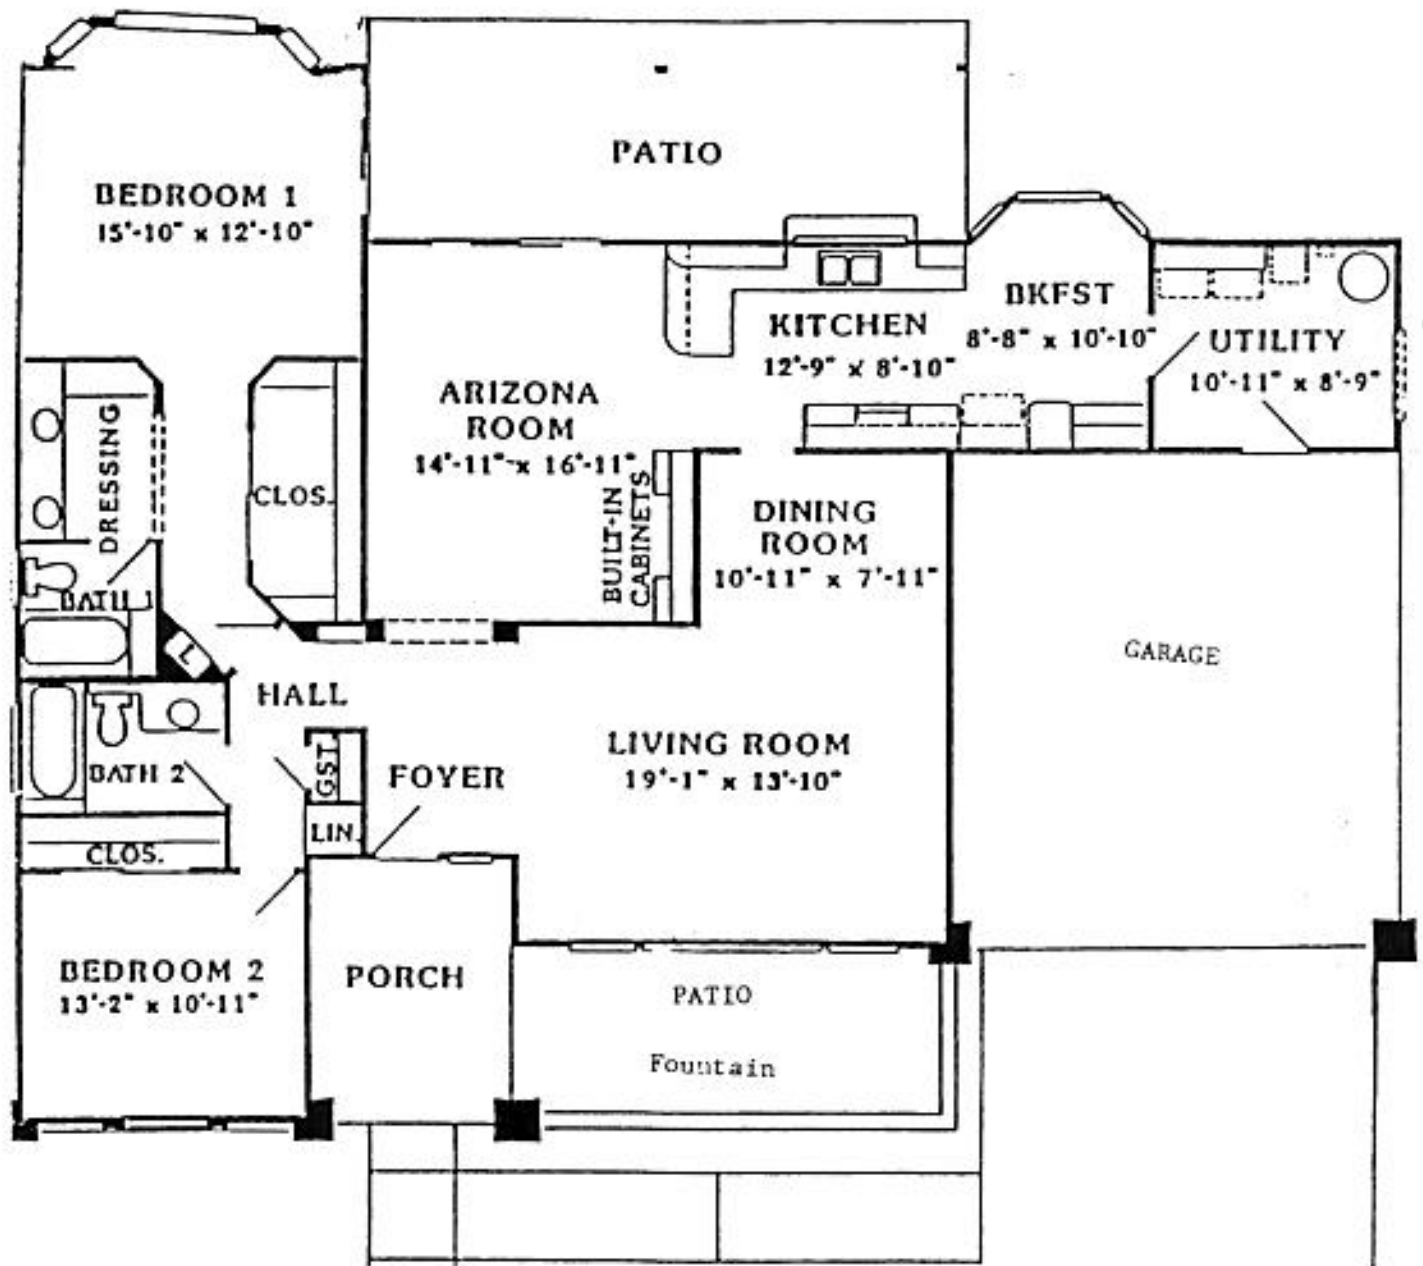 PATIO
BEDROOM 1
15'-10" x 12'-10"
BKFST
8'-8" x 10'-10"
KITCHEN
12'-9" x 8'-10"
UTILITY
10'-11" x 8'-9"
ARIZONA
ROOM
14'-11" x 16'-11"
DRESSING
CLOS.
BUILT-IN
CABINETS
DINING
ROOM
10'-11" x 7'-11"
BATH 1
L
GARAGE
HALL
LIVING ROOM
19'-1" x 13'-10"
GST.
FOYER
BATH 2
LIN.
CLOS.
BEDROOM 2
13'-2" x 10'-11"
PORCH
PATIO
Fountain